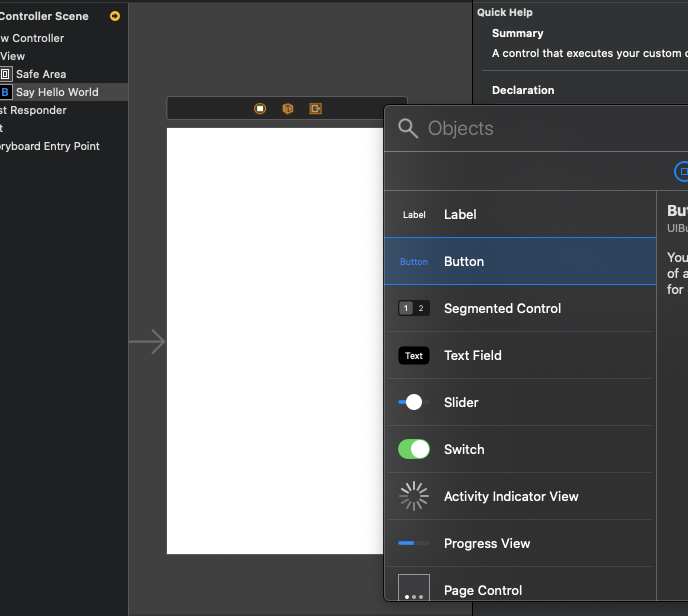 Controller Scene
w Controller
View
Safe Area
B Say Hello World
st Responder
t
ryboard Entry Point
Quick Help
Summary
A control that executes your custom c
Declaration
Objects
Label Label
Button Button
1 2 Segmented Control
Text Text Field
Slider
Switch
Activity Indicator View
Progress View
Page Control
But
UIBu
You
of a
for